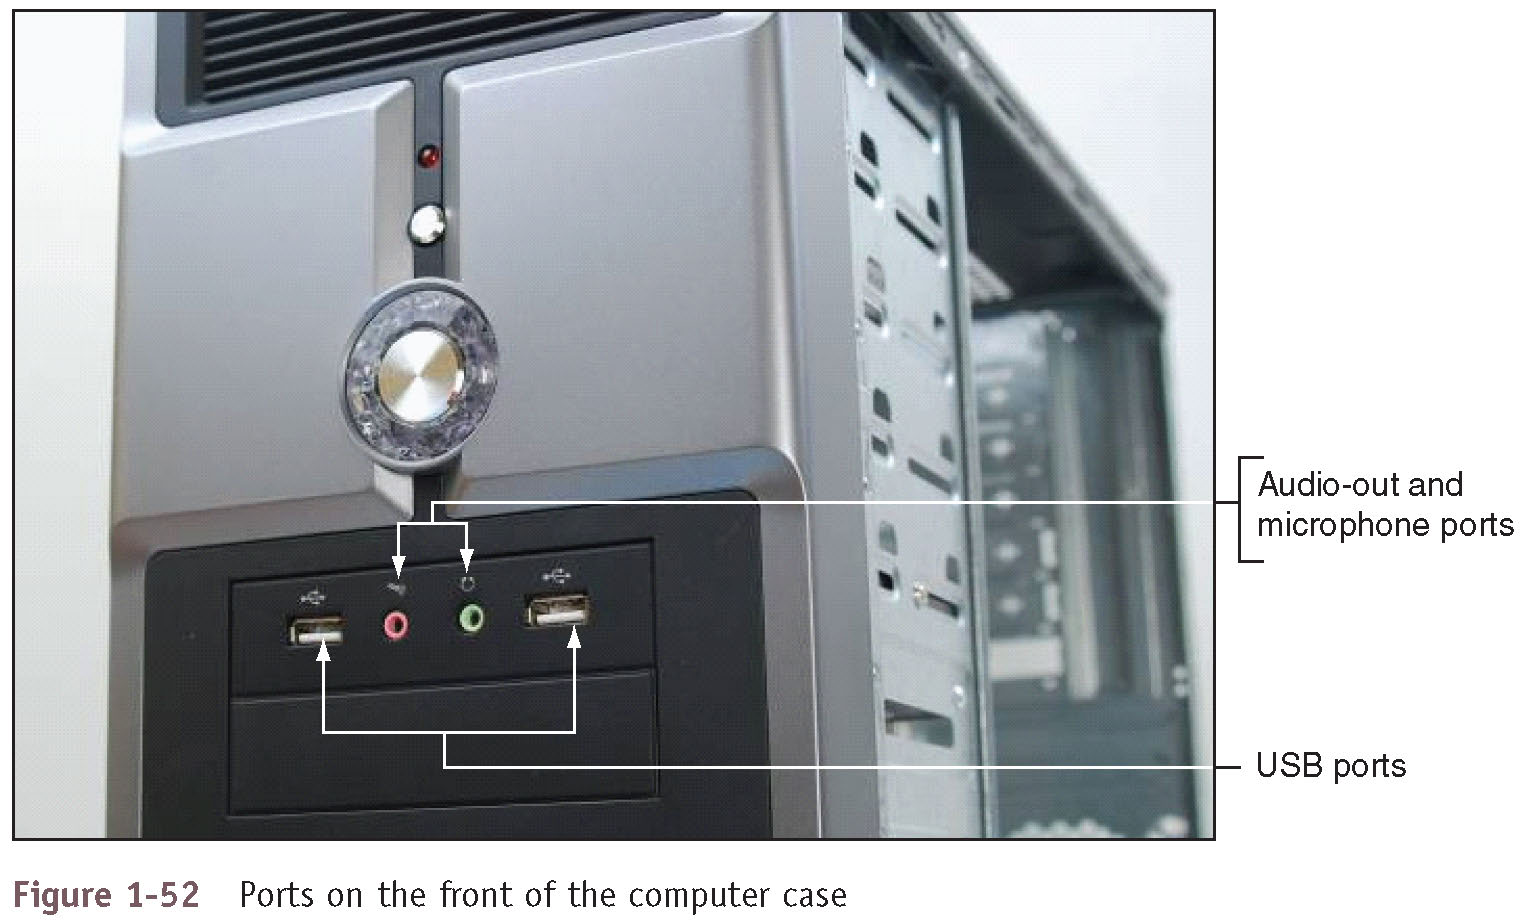 Audio-out and
microphone ports
USB ports
Figure 1-52 Ports on the front of the computer case